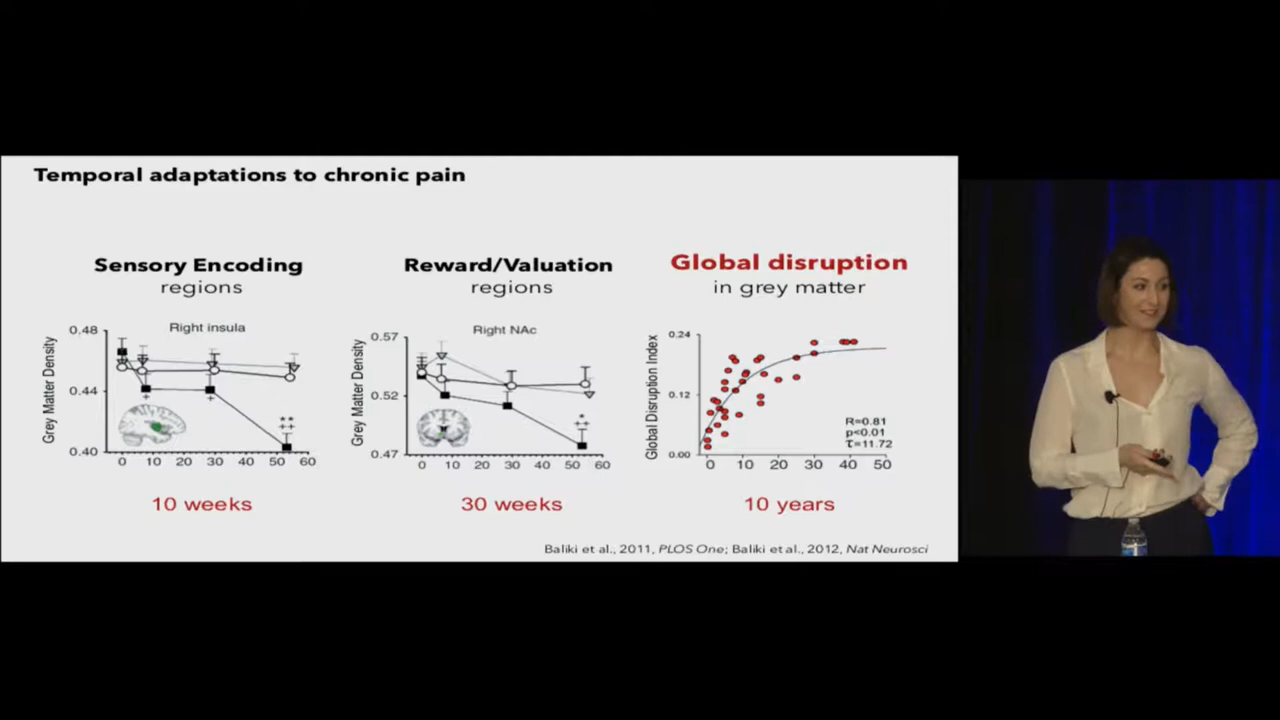 Temporal adaptations to chronic pain
Sensory Encoding
regions
Right insula
Grey Matter Density
0.48
0.44
0.40
+
+
**
++
0 10 20 30 40 50 60
10 weeks
Reward/Valuation
regions
Right NAc
Grey Matter Density
0.57
0.52
0.47
*
++
0 10 20 30 40 50 60
30 weeks
Global disruption
in grey matter
Global Disruption Index
0.24
0.12
0.00
R=0.81
p<0.01
τ=11.72
0 10 20 30 40 50
10 years
Baliki et al., 2011, PLOS One; Baliki et al., 2012, Nat Neurosci